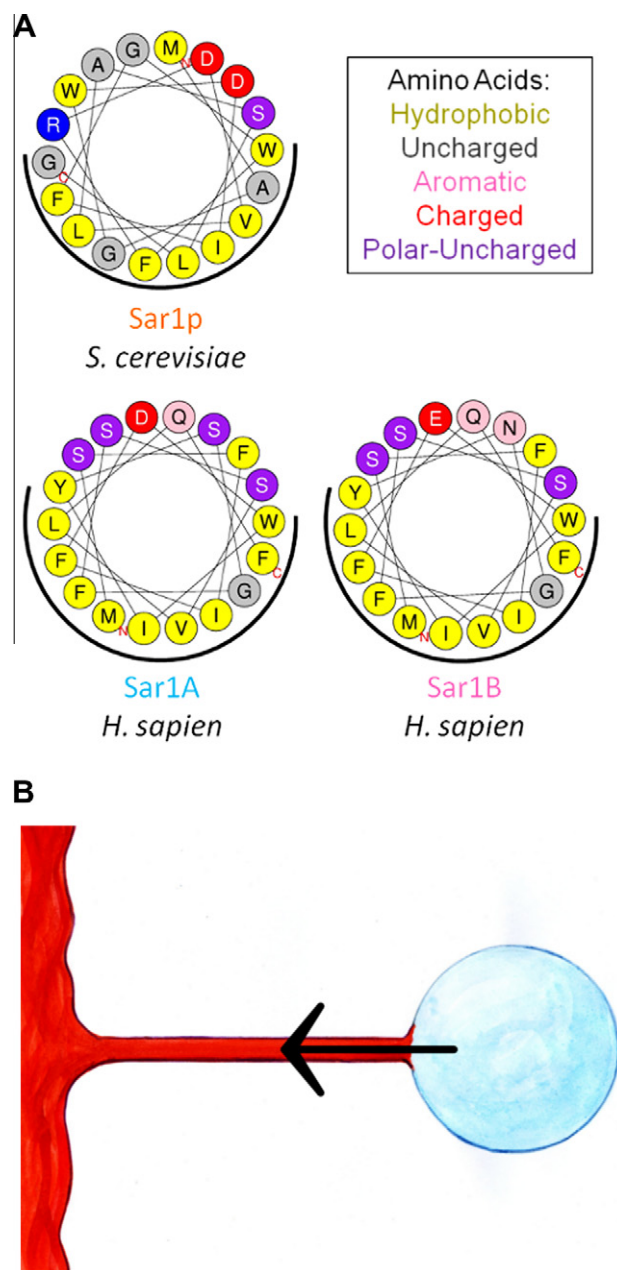 A
G M N
A D
W D
S
R
W
G C
A
F
V
L
G I
F L
Sar1p
S. cerevisiae
Amino Acids:
Hydrophobic
Uncharged
Aromatic
Charged
Polar-Uncharged
D Q
S S
S F
Y S
L W
F F C
F G
M N I V I
Sar1A
H. sapien
E Q
S N
S F
Y S
L W
F F C
F G
M N I V I
Sar1B
H. sapien
B